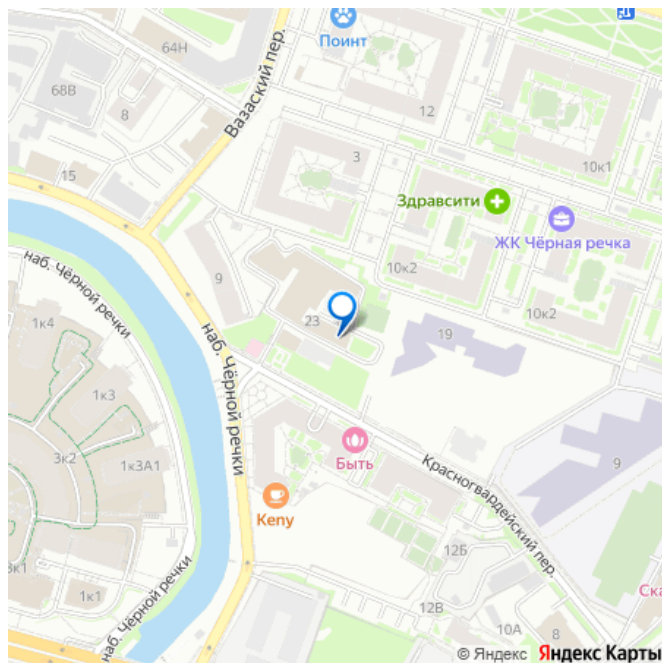 Поинт
64Н
Вазаский пер.
68В
8
12
3
10к1
15
Здравсити
ЖК Чёрная речка
наб. Чёрной речки
9
10к2
10к2
1к4
23
19
наб. Чёрной речки
1к3
3к2
1к3А1
Быть
Красногвардейский пер.
9
Keny
12Б
1к1
наб. Чёрной речки
12В
10А
8
Ска
© Яндекс Яндекс Карты